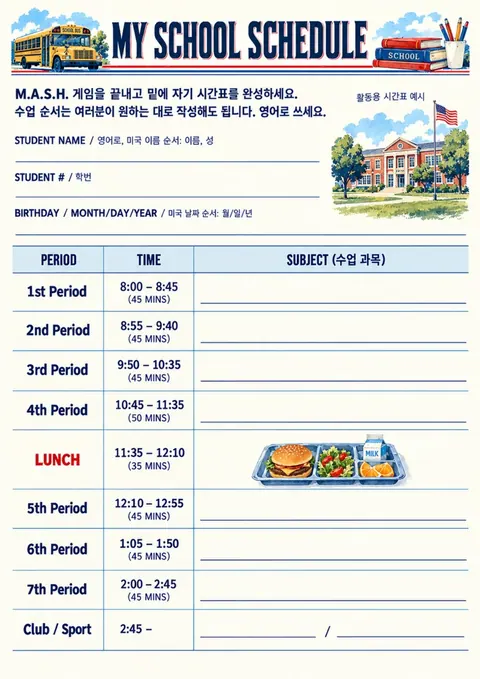 SCHOOL BUS
MY SCHOOL SCHEDULE
SCHOOL
M.A.S.H. 게임을 끝내고 밑에 자기 시간표를 완성하세요.
수업 순서는 여러분이 원하는 대로 작성해도 됩니다. 영어로 쓰세요.
활동용 시간표 예시
STUDENT NAME / 영어로, 미국 이름 순서: 이름, 성
STUDENT # / 학번
BIRTHDAY / MONTH/DAY/YEAR / 미국 날짜 순서: 월/일/년
PERIOD TIME SUBJECT (수업 과목)
1st Period 8:00 – 8:45
(45 MINS)
2nd Period 8:55 – 9:40
(45 MINS)
3rd Period 9:50 – 10:35
(45 MINS)
4th Period 10:45 – 11:35
(50 MINS)
LUNCH 11:35 – 12:10
(35 MINS)
MILK
5th Period 12:10 – 12:55
(45 MINS)
6th Period 1:05 – 1:50
(45 MINS)
7th Period 2:00 – 2:45
(45 MINS)
Club / Sport 2:45 – /